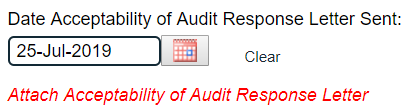 Date Acceptability of Audit Response Letter Sent:
25-Jul-2019 Clear
Attach Acceptability of Audit Response Letter